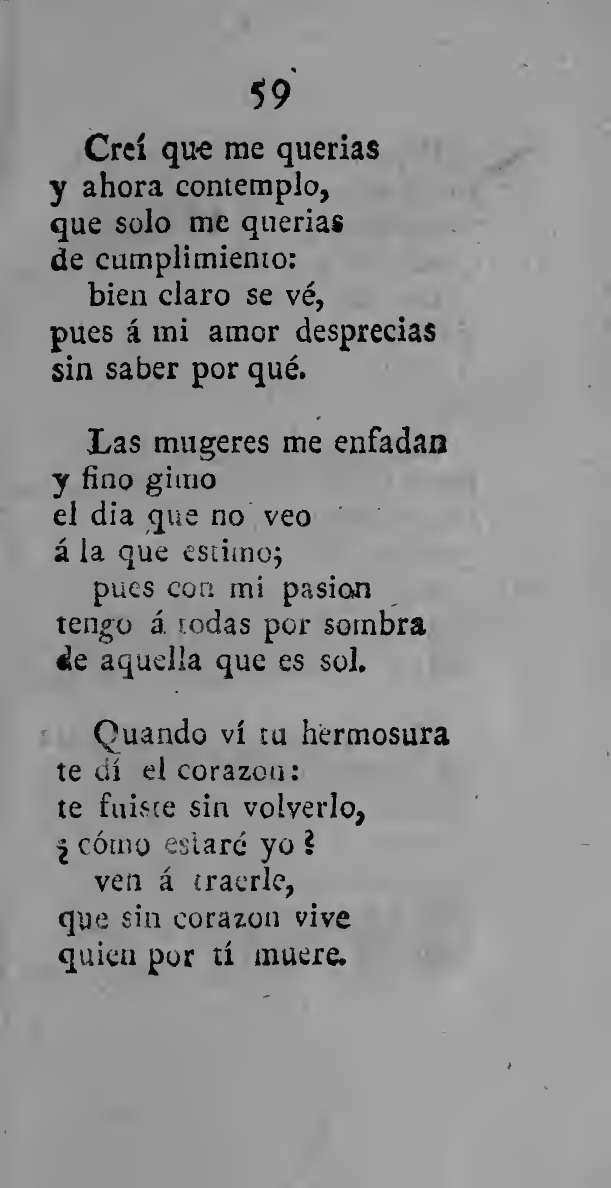 59
Creí que me querias
y ahora contemplo,
que solo me querias
de cumplimiento:
bien claro se vé,
pues á mi amor desprecias
sin saber por qué.
Las mugeres me enfadan
y fino gimo
el dia que no veo
á la que estimo;
pues con mi pasion
tengo á todas por sombra
de aquella que es sol.
Quando ví tu hermosura
te dí el corazon:
te fuiste sin volverlo,
¿cómo estaré yo?
ven á traerle,
que sin corazon vive
quien por tí muere.